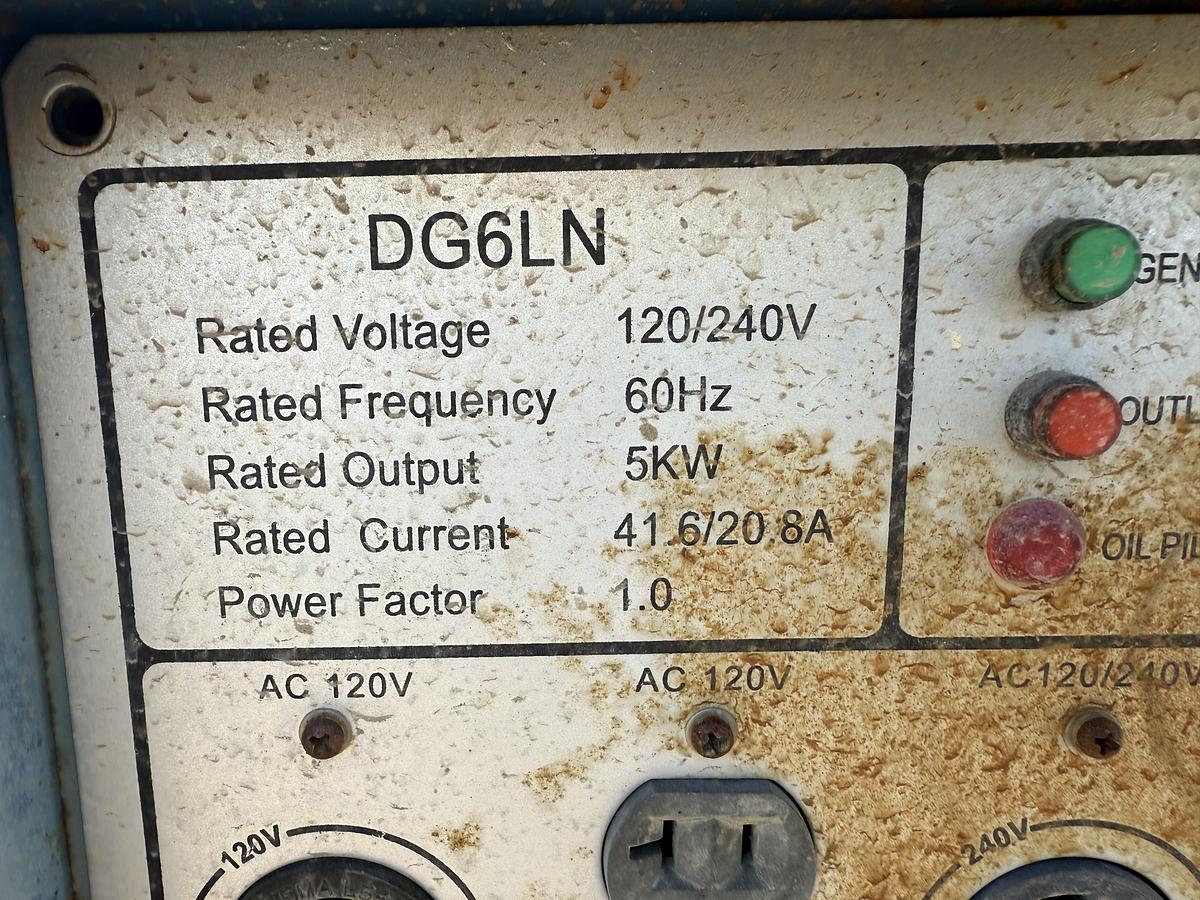 DG6LN
Rated Voltage 120/240V
Rated Frequency 60Hz
Rated Output 5KW
Rated Current 41.6/20.8A
Power Factor 1.0
GEN
OUTL
OIL PIL
AC 120V
AC 120V
AC 120/240V
120V
240V